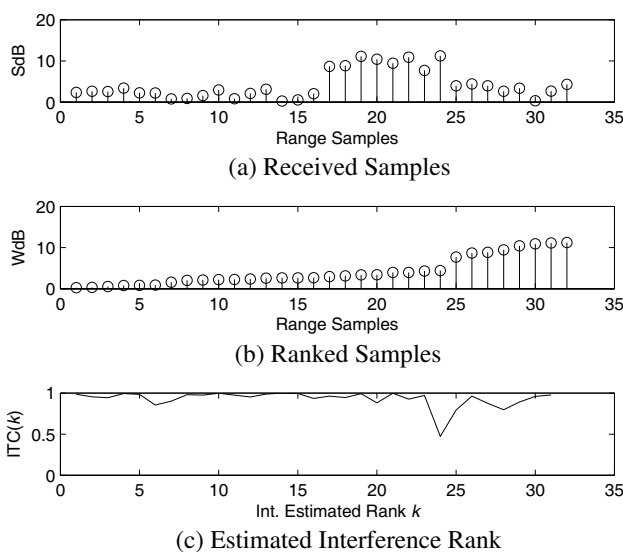 20
10
0
SdB
0 5 10 15 20 25 30 35
Range Samples
(a) Received Samples
20
10
0
WdB
0 5 10 15 20 25 30 35
Range Samples
(b) Ranked Samples
1
0.5
0
ITC(k)
0 5 10 15 20 25 30 35
Int. Estimated Rank k
(c) Estimated Interference Rank